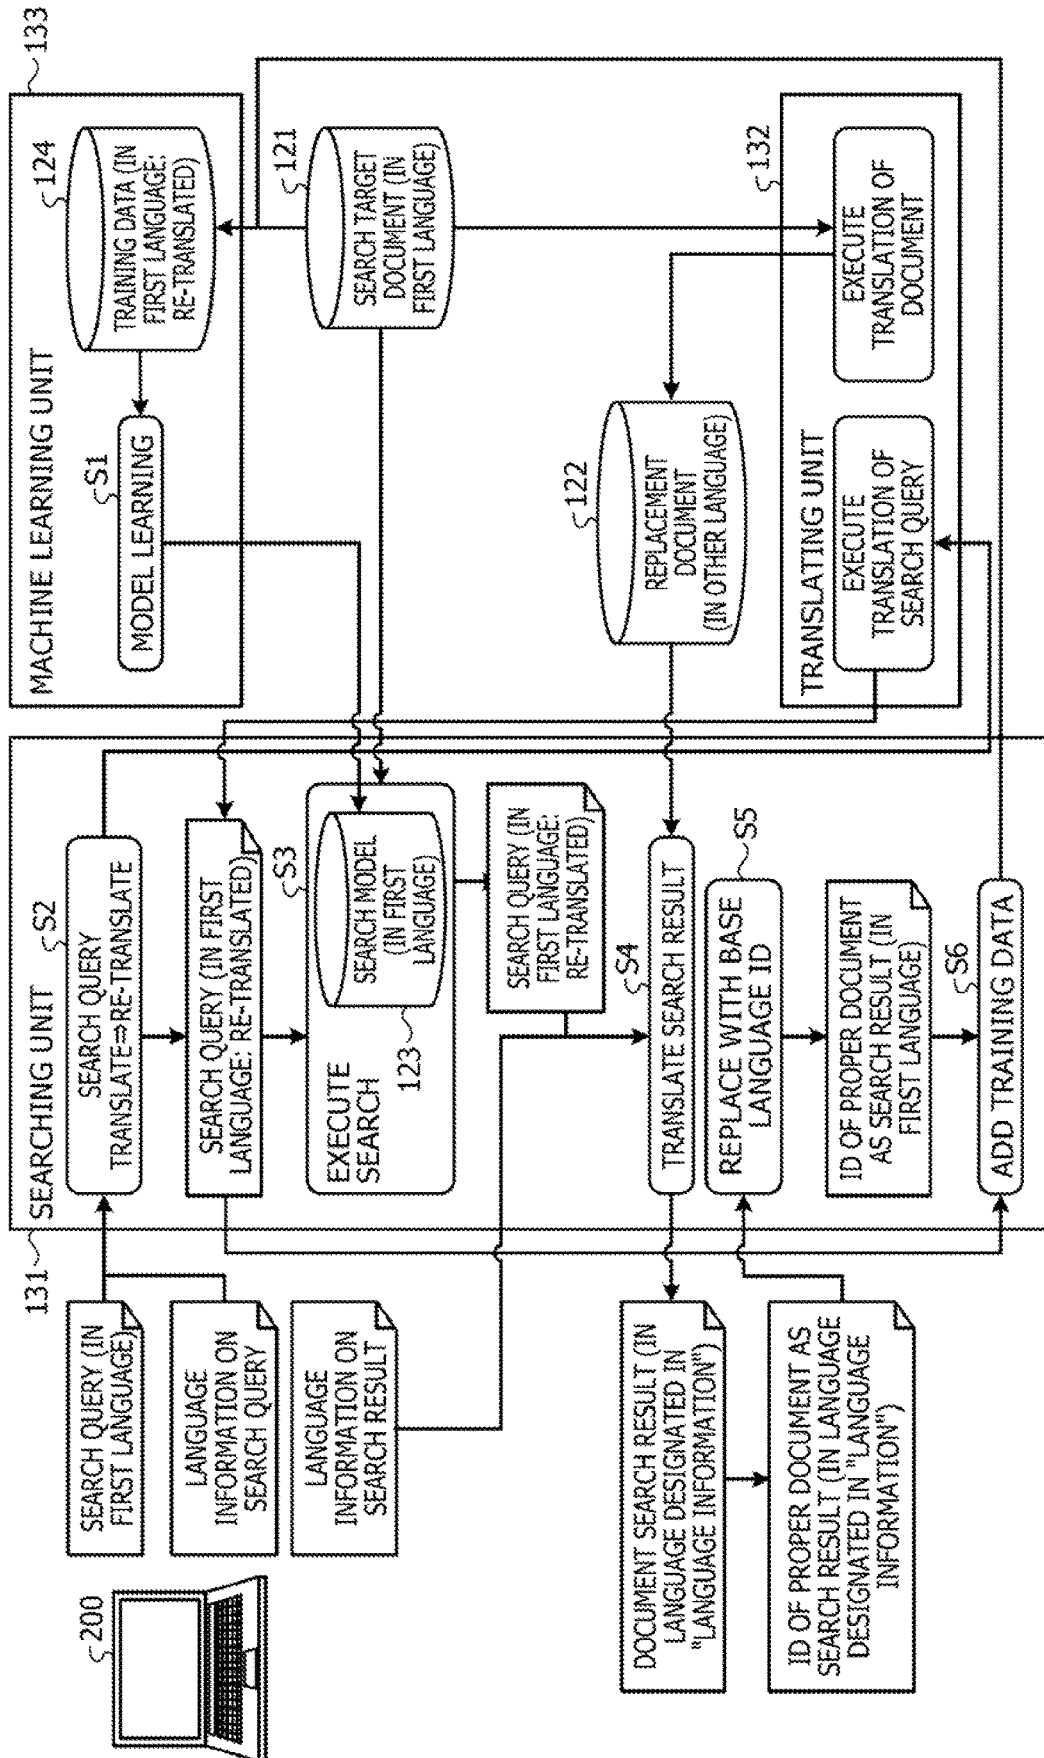 200
SEARCH QUERY (IN
FIRST LANGUAGE)
LANGUAGE
INFORMATION ON
SEARCH QUERY
LANGUAGE
INFORMATION ON
SEARCH RESULT
DOCUMENT SEARCH RESULT (IN
LANGUAGE DESIGNATED IN
"LANGUAGE INFORMATION")
ID OF PROPER DOCUMENT AS
SEARCH RESULT (IN LANGUAGE
DESIGNATED IN "LANGUAGE
INFORMATION")
131
SEARCHING UNIT
S2
SEARCH QUERY
TRANSLATE⇒RE-TRANSLATE
SEARCH QUERY (IN FIRST
LANGUAGE: RE-TRANSLATED)
S3
EXECUTE
SEARCH
SEARCH MODEL
(IN FIRST
LANGUAGE)
123
SEARCH QUERY (IN
FIRST LANGUAGE:
RE-TRANSLATED)
S4
TRANSLATE SEARCH RESULT
S5
REPLACE WITH BASE
LANGUAGE ID
ID OF PROPER DOCUMENT
AS SEARCH RESULT (IN
FIRST LANGUAGE)
S6
ADD TRAINING DATA
133
MACHINE LEARNING UNIT
S1
MODEL LEARNING
124
TRAINING DATA (IN
FIRST LANGUAGE:
RE-TRANSLATED)
121
SEARCH TARGET
DOCUMENT (IN
FIRST LANGUAGE)
122
REPLACEMENT
DOCUMENT
(IN OTHER LANGUAGE)
132
TRANSLATING UNIT
EXECUTE
TRANSLATION OF
SEARCH QUERY
EXECUTE
TRANSLATION OF
DOCUMENT